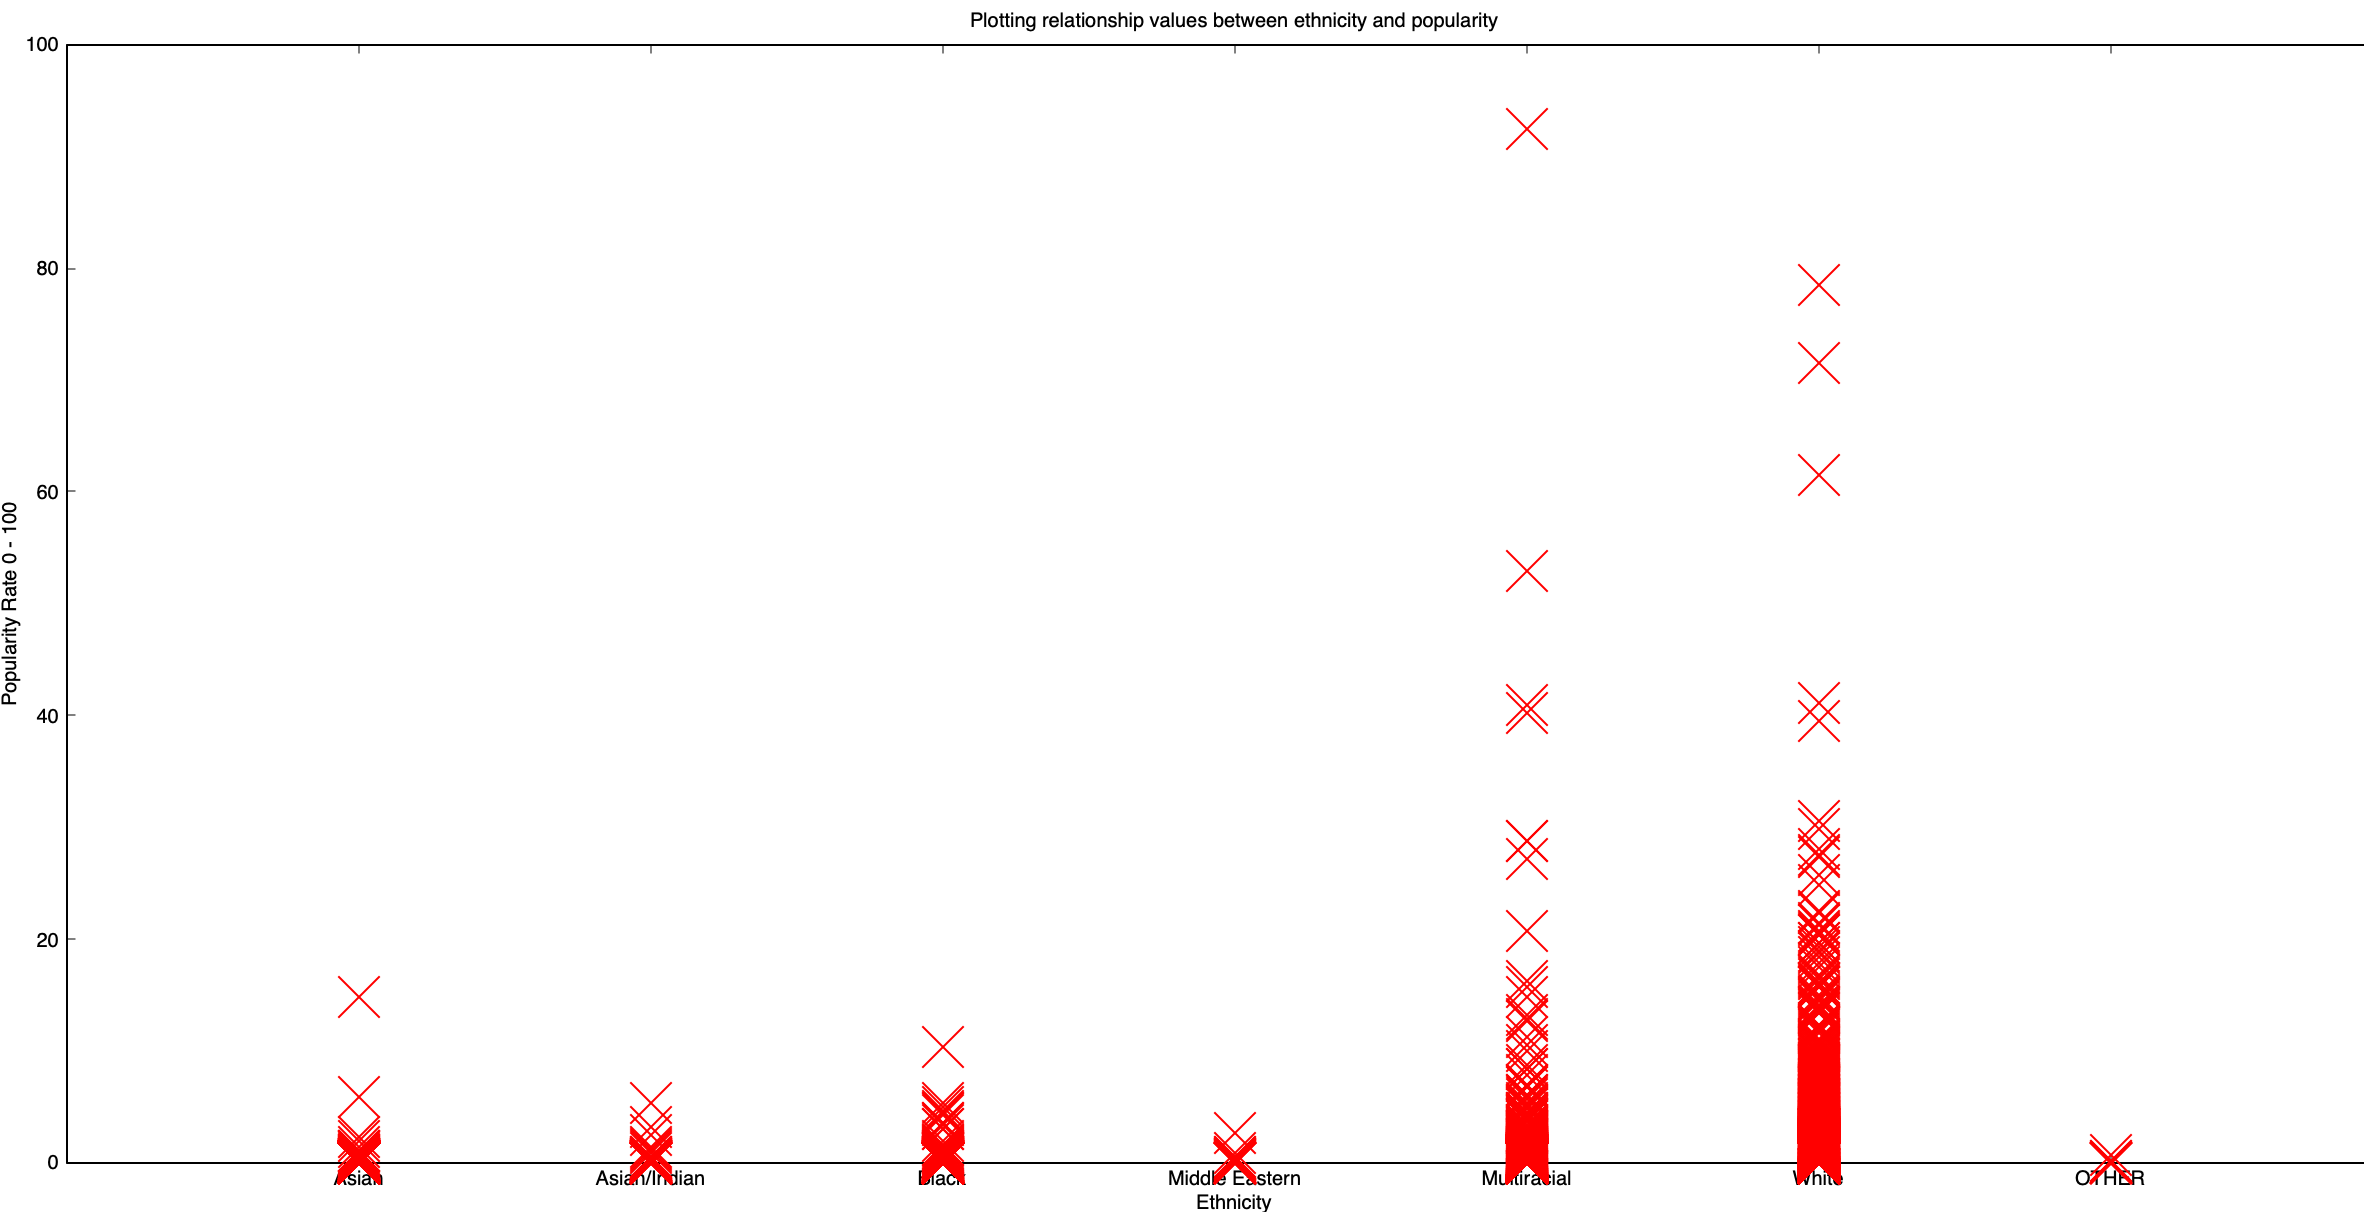 Plotting relationship values between ethnicity and popularity
100
80
60
40
20
0
Popularity Rate 0 - 100
Asian Asian/Indian Black Middle Eastern Multiracial White OTHER
Ethnicity